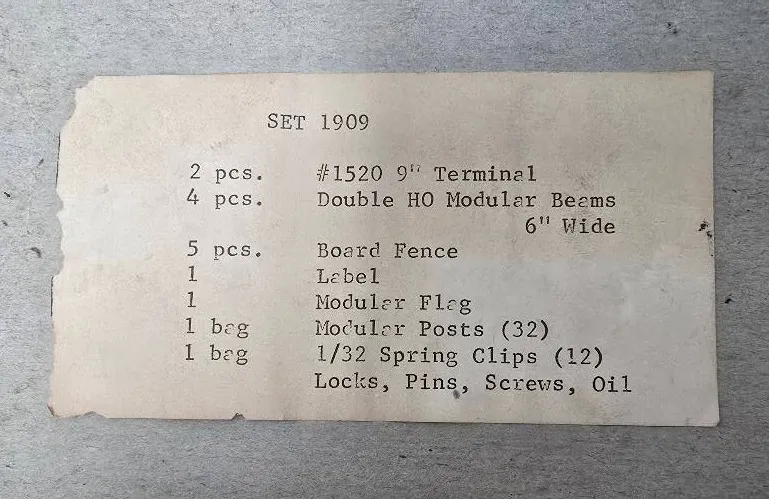 SET 1909
2 pcs. #1520 9" Terminal
4 pcs. Double HO Modular Beams
6" Wide
5 pcs. Board Fence
1 Label
1 Modular Flag
1 bag Modular Posts (32)
1 bag 1/32 Spring Clips (12)
Locks, Pins, Screws, Oil